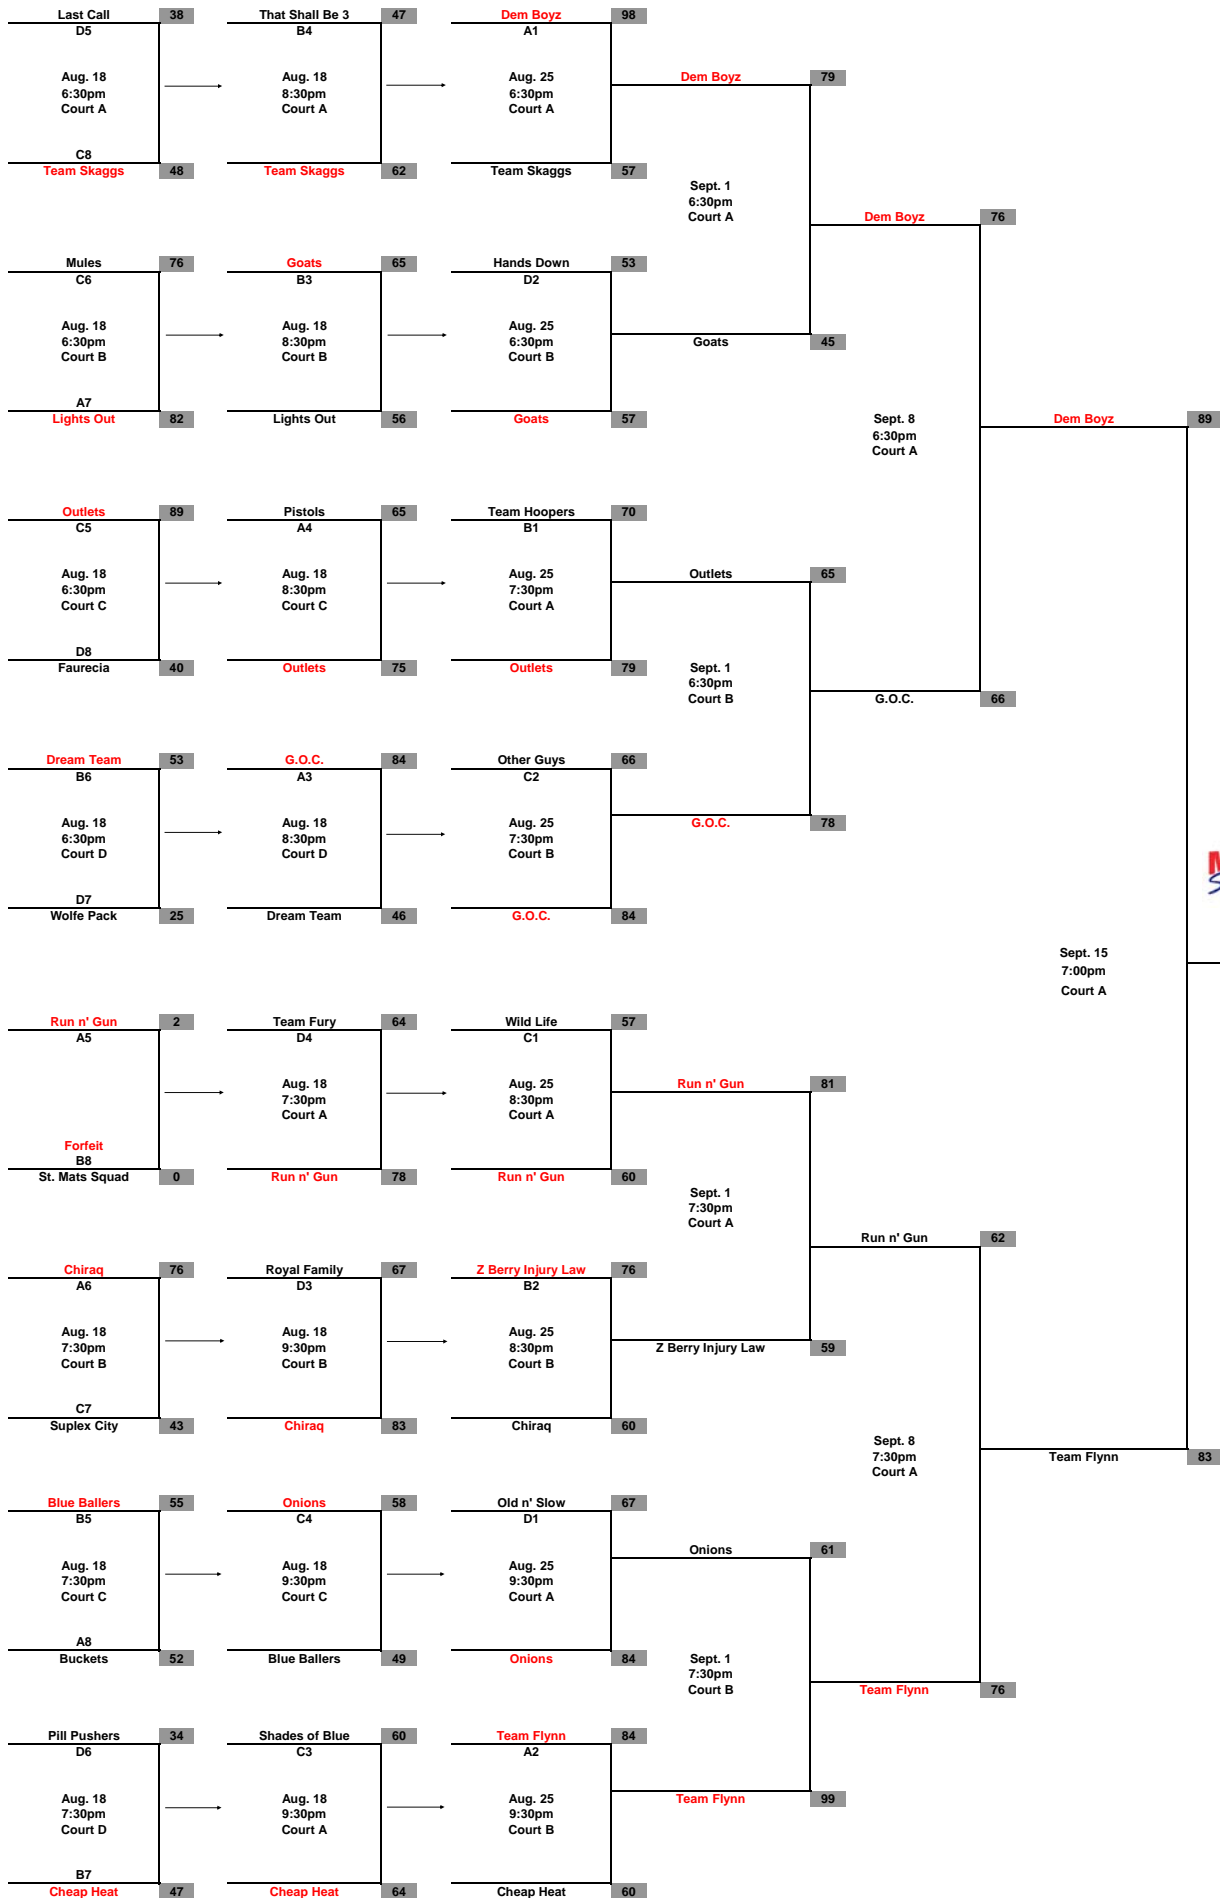 Last Call 38
D5
Aug. 18
6:30pm
Court A
C8
Team Skaggs 48
That Shall Be 3 47
B4
Aug. 18
8:30pm
Court A
Team Skaggs 62
Dem Boyz 98
A1
Aug. 25
6:30pm
Court A
Team Skaggs 57
Mules 76
C6
Aug. 18
6:30pm
Court B
A7
Lights Out 82
Goats 65
B3
Aug. 18
8:30pm
Court B
Lights Out 56
Hands Down 53
D2
Aug. 25
6:30pm
Court B
Goats 57
Outlets 89
C5
Aug. 18
6:30pm
Court C
D8
Faurecia 40
Pistols 65
A4
Aug. 18
8:30pm
Court C
Outlets 75
Team Hoopers 70
B1
Aug. 25
7:30pm
Court A
Outlets 79
Dream Team 53
B6
Aug. 18
6:30pm
Court D
D7
Wolfe Pack 25
G.O.C. 84
A3
Aug. 18
8:30pm
Court D
Dream Team 46
Other Guys 66
C2
Aug. 25
7:30pm
Court B
G.O.C. 84
Run n' Gun 2
A5
Forfeit
B8
St. Mats Squad 0
Team Fury 64
D4
Aug. 18
7:30pm
Court A
Run n' Gun 78
Wild Life 57
C1
Aug. 25
8:30pm
Court A
Run n' Gun 60
Chiraq 76
A6
Aug. 18
7:30pm
Court B
C7
Suplex City 43
Royal Family 67
D3
Aug. 18
9:30pm
Court B
Chiraq 83
Z Berry Injury Law 76
B2
Aug. 25
8:30pm
Court B
Chiraq 60
Blue Ballers 55
B5
Aug. 18
7:30pm
Court C
A8
Buckets 52
Onions 58
C4
Aug. 18
9:30pm
Court C
Blue Ballers 49
Old n' Slow 67
D1
Aug. 25
9:30pm
Court A
Onions 84
Pill Pushers 34
D6
Aug. 18
7:30pm
Court D
B7
Cheap Heat 47
Shades of Blue 60
C3
Aug. 18
9:30pm
Court A
Cheap Heat 64
Team Flynn 84
A2
Aug. 25
9:30pm
Court B
Cheap Heat 60
Dem Boyz 79
Sept. 1
6:30pm
Court A
Goats 45
Outlets 65
Sept. 1
6:30pm
Court B
G.O.C. 78
Run n' Gun 81
Sept. 1
7:30pm
Court A
Z Berry Injury Law 59
Onions 61
Sept. 1
7:30pm
Court B
Team Flynn 99
Dem Boyz 76
Sept. 8
6:30pm
Court A
G.O.C. 66
Run n' Gun 62
Sept. 8
7:30pm
Court A
Team Flynn 76
Dem Boyz 89
Sept. 15
7:00pm
Court A
Team Flynn 83